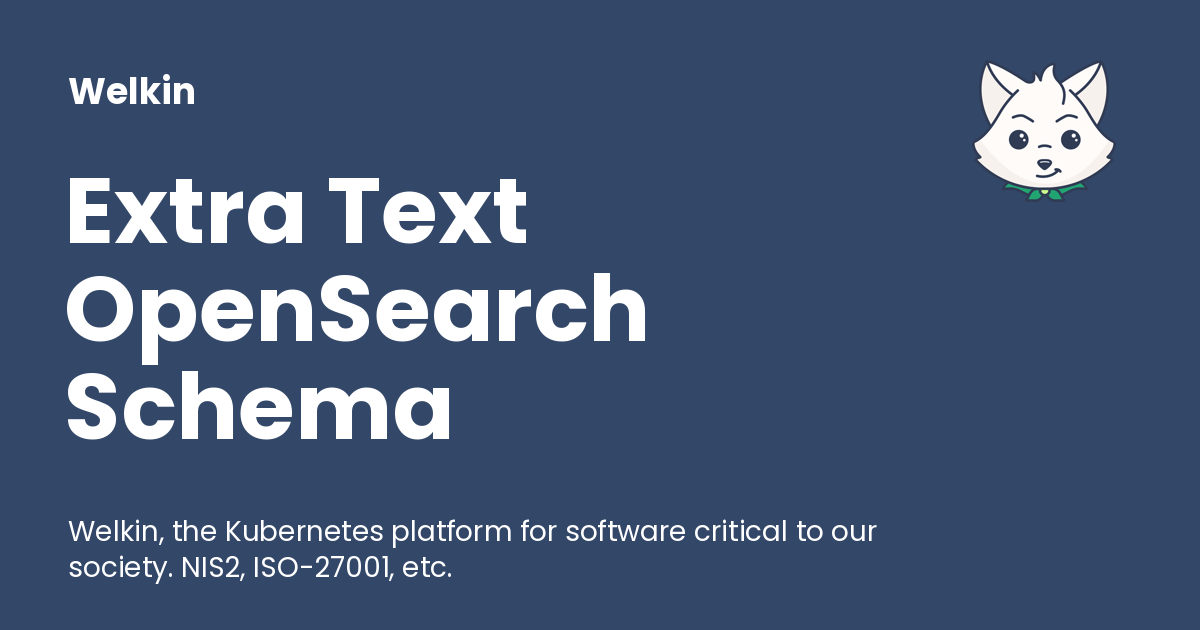 Welkin
Extra Text
OpenSearch
Schema
Welkin, the Kubernetes platform for software critical to our
society. NIS2, ISO-27001, etc.